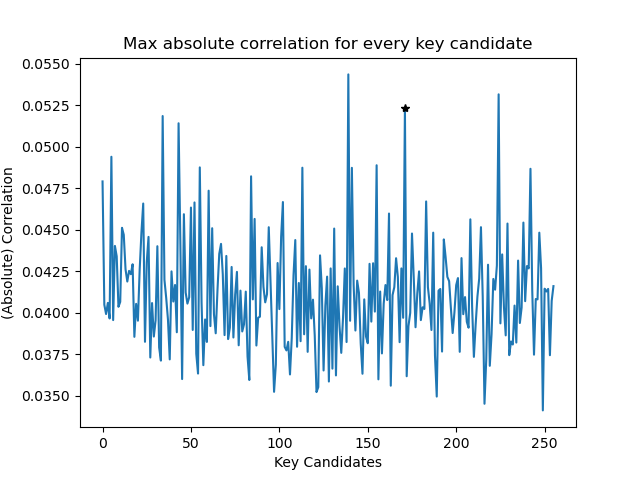 Max absolute correlation for every key candidate
0.0550
0.0525
0.0500
0.0475
0.0450
0.0425
0.0400
0.0375
0.0350
(Absolute) Correlation
0 50 100 150 200 250
Key Candidates